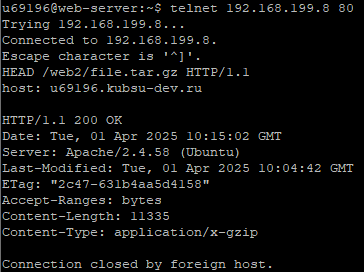 u69196@web-server:~$ telnet 192.168.199.8 80
Trying 192.168.199.8...
Connected to 192.168.199.8.
Escape character is '^]'.
HEAD /web2/file.tar.gz HTTP/1.1
host: u69196.kubsu-dev.ru

HTTP/1.1 200 OK
Date: Tue, 01 Apr 2025 10:15:02 GMT
Server: Apache/2.4.58 (Ubuntu)
Last-Modified: Tue, 01 Apr 2025 10:04:42 GMT
ETag: "2c47-631b4aa5d4158"
Accept-Ranges: bytes
Content-Length: 11335
Content-Type: application/x-gzip

Connection closed by foreign host.